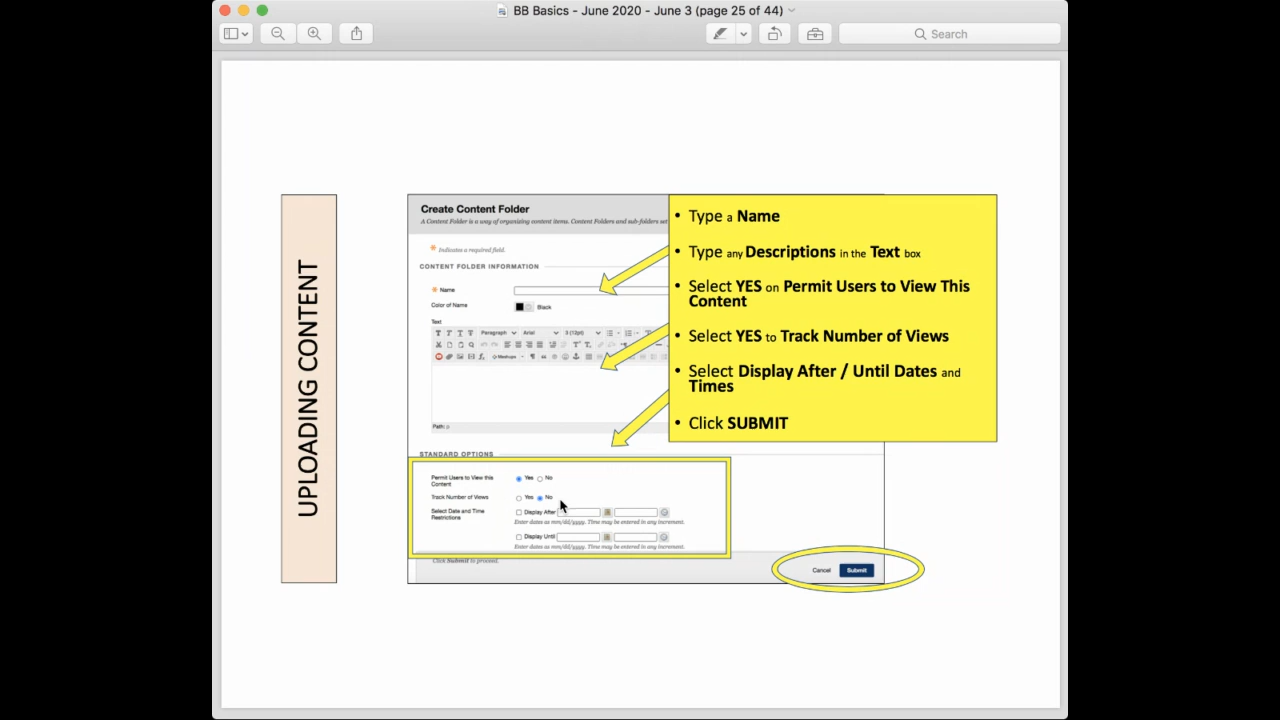 BB Basics - June 2020 - June 3 (page 25 of 44)
Search
UPLOADING CONTENT
Create Content Folder
A Content Folder is a way of organizing content items. Content Folders and sub-folders set
Indicates a required field.
CONTENT FOLDER INFORMATION
Name
Color of Name
Black
Text
Paragraph
Arial
3 (12pt)
Mashups
Path: p
• Type a Name
• Type any Descriptions in the Text box
• Select YES on Permit Users to View This
Content
• Select YES to Track Number of Views
• Select Display After / Until Dates and
Times
• Click SUBMIT
STANDARD OPTIONS
Permit Users to View this
Content
Yes
No
Track Number of Views
Yes
No
Select Date and Time
Restrictions
Display After
Enter dates as mm/dd/yyyy. Time may be entered in any increment.
Display Until
Enter dates as mm/dd/yyyy. Time may be entered in any increment.
Click Submit to proceed.
Cancel
Submit